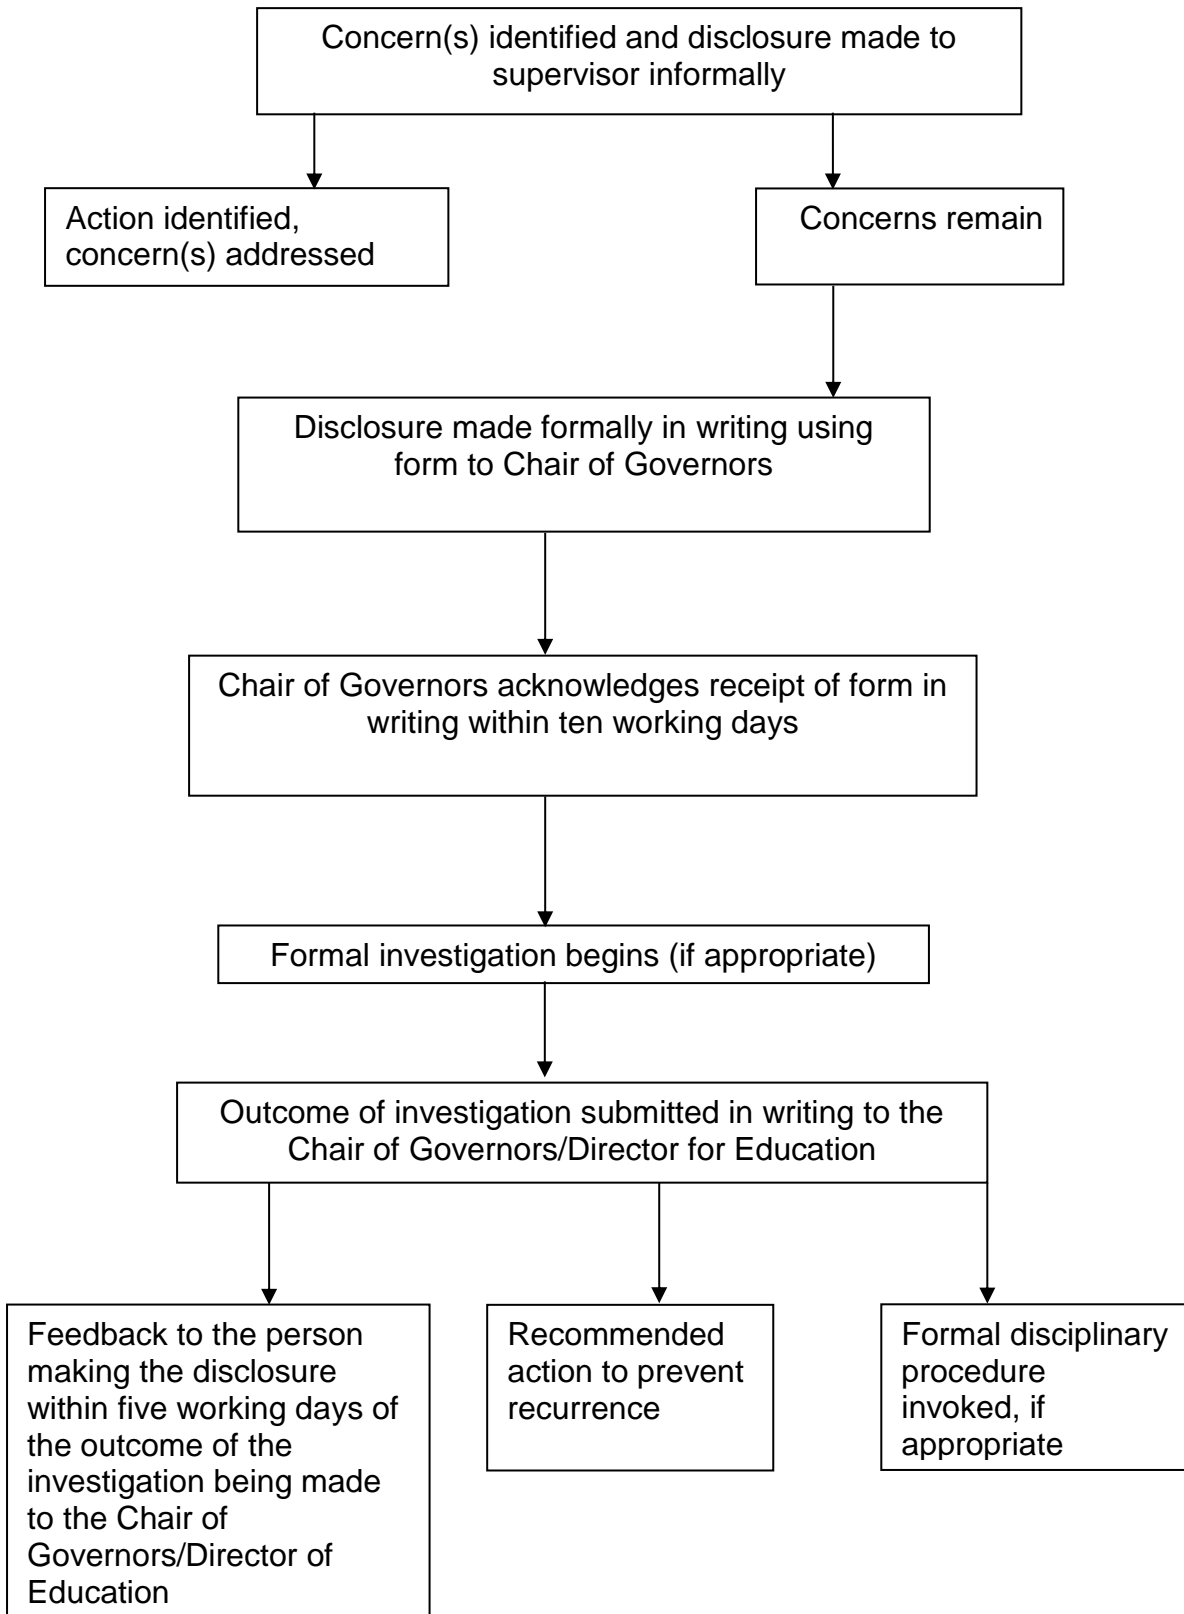 Concern(s) identified and disclosure made to
supervisor informally
Action identified,
concern(s) addressed
Concerns remain
Disclosure made formally in writing using
form to Chair of Governors
Chair of Governors acknowledges receipt of form in
writing within ten working days
Formal investigation begins (if appropriate)
Outcome of investigation submitted in writing to the
Chair of Governors/Director for Education
Feedback to the person
making the disclosure
within five working days of
the outcome of the
investigation being made
to the Chair of
Governors/Director of
Education
Recommended
action to prevent
recurrence
Formal disciplinary
procedure
invoked, if
appropriate